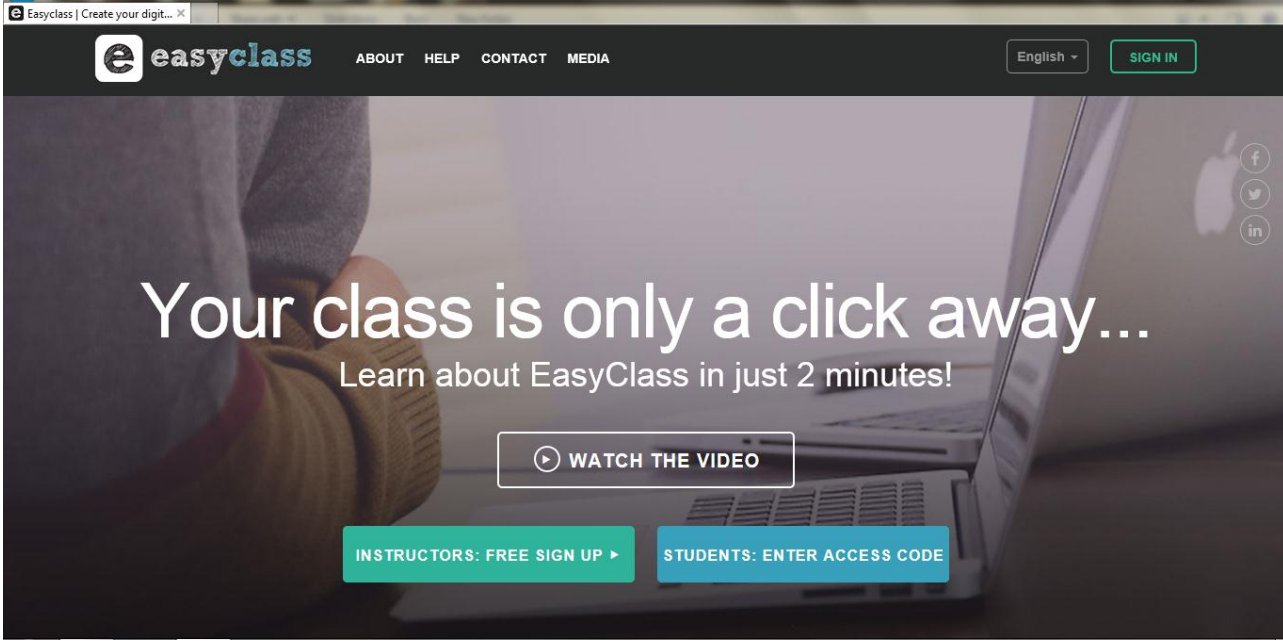 Easyclass | Create your digit...
easyclass
ABOUT HELP CONTACT MEDIA
English
SIGN IN
Your class is only a click away...
Learn about EasyClass in just 2 minutes!
WATCH THE VIDEO
INSTRUCTORS: FREE SIGN UP
STUDENTS: ENTER ACCESS CODE